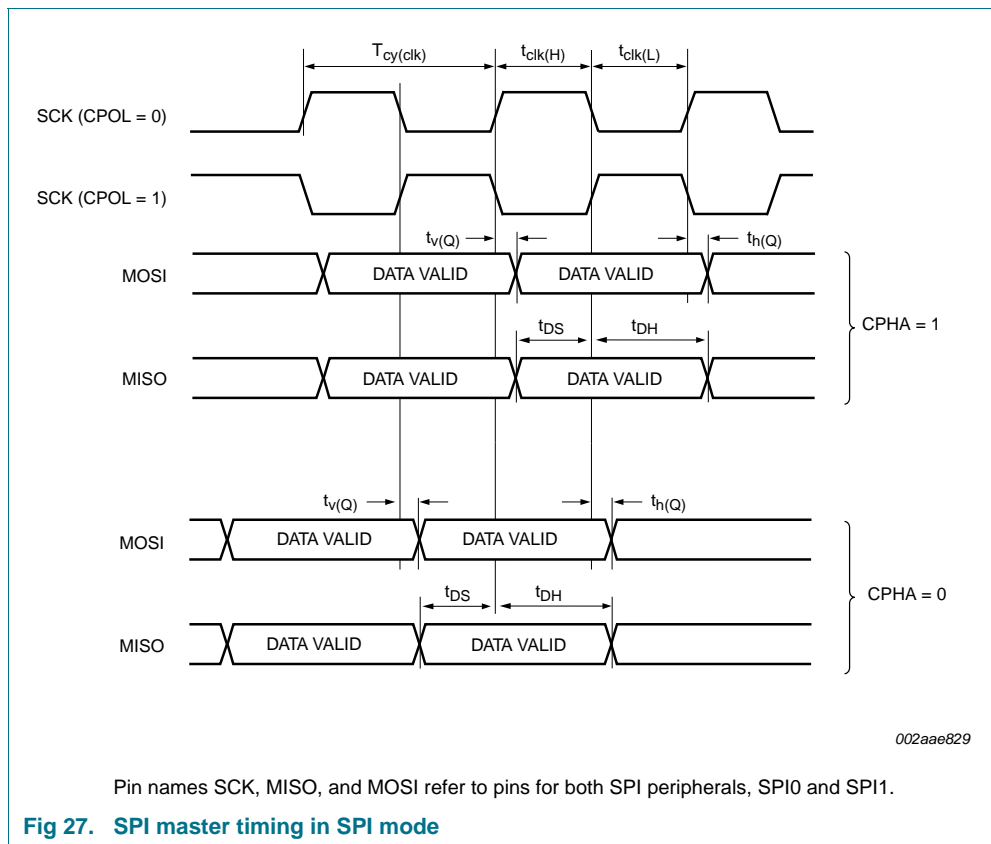 Tcy(clk) tclk(H) tclk(L)
SCK (CPOL = 0)
SCK (CPOL = 1)
tv(Q) th(Q)
MOSI DATA VALID DATA VALID
CPHA = 1
tDS tDH
MISO DATA VALID DATA VALID
tv(Q) th(Q)
MOSI DATA VALID DATA VALID
tDS tDH
CPHA = 0
MISO DATA VALID DATA VALID
002aae829
Pin names SCK, MISO, and MOSI refer to pins for both SPI peripherals, SPI0 and SPI1.
Fig 27. SPI master timing in SPI mode